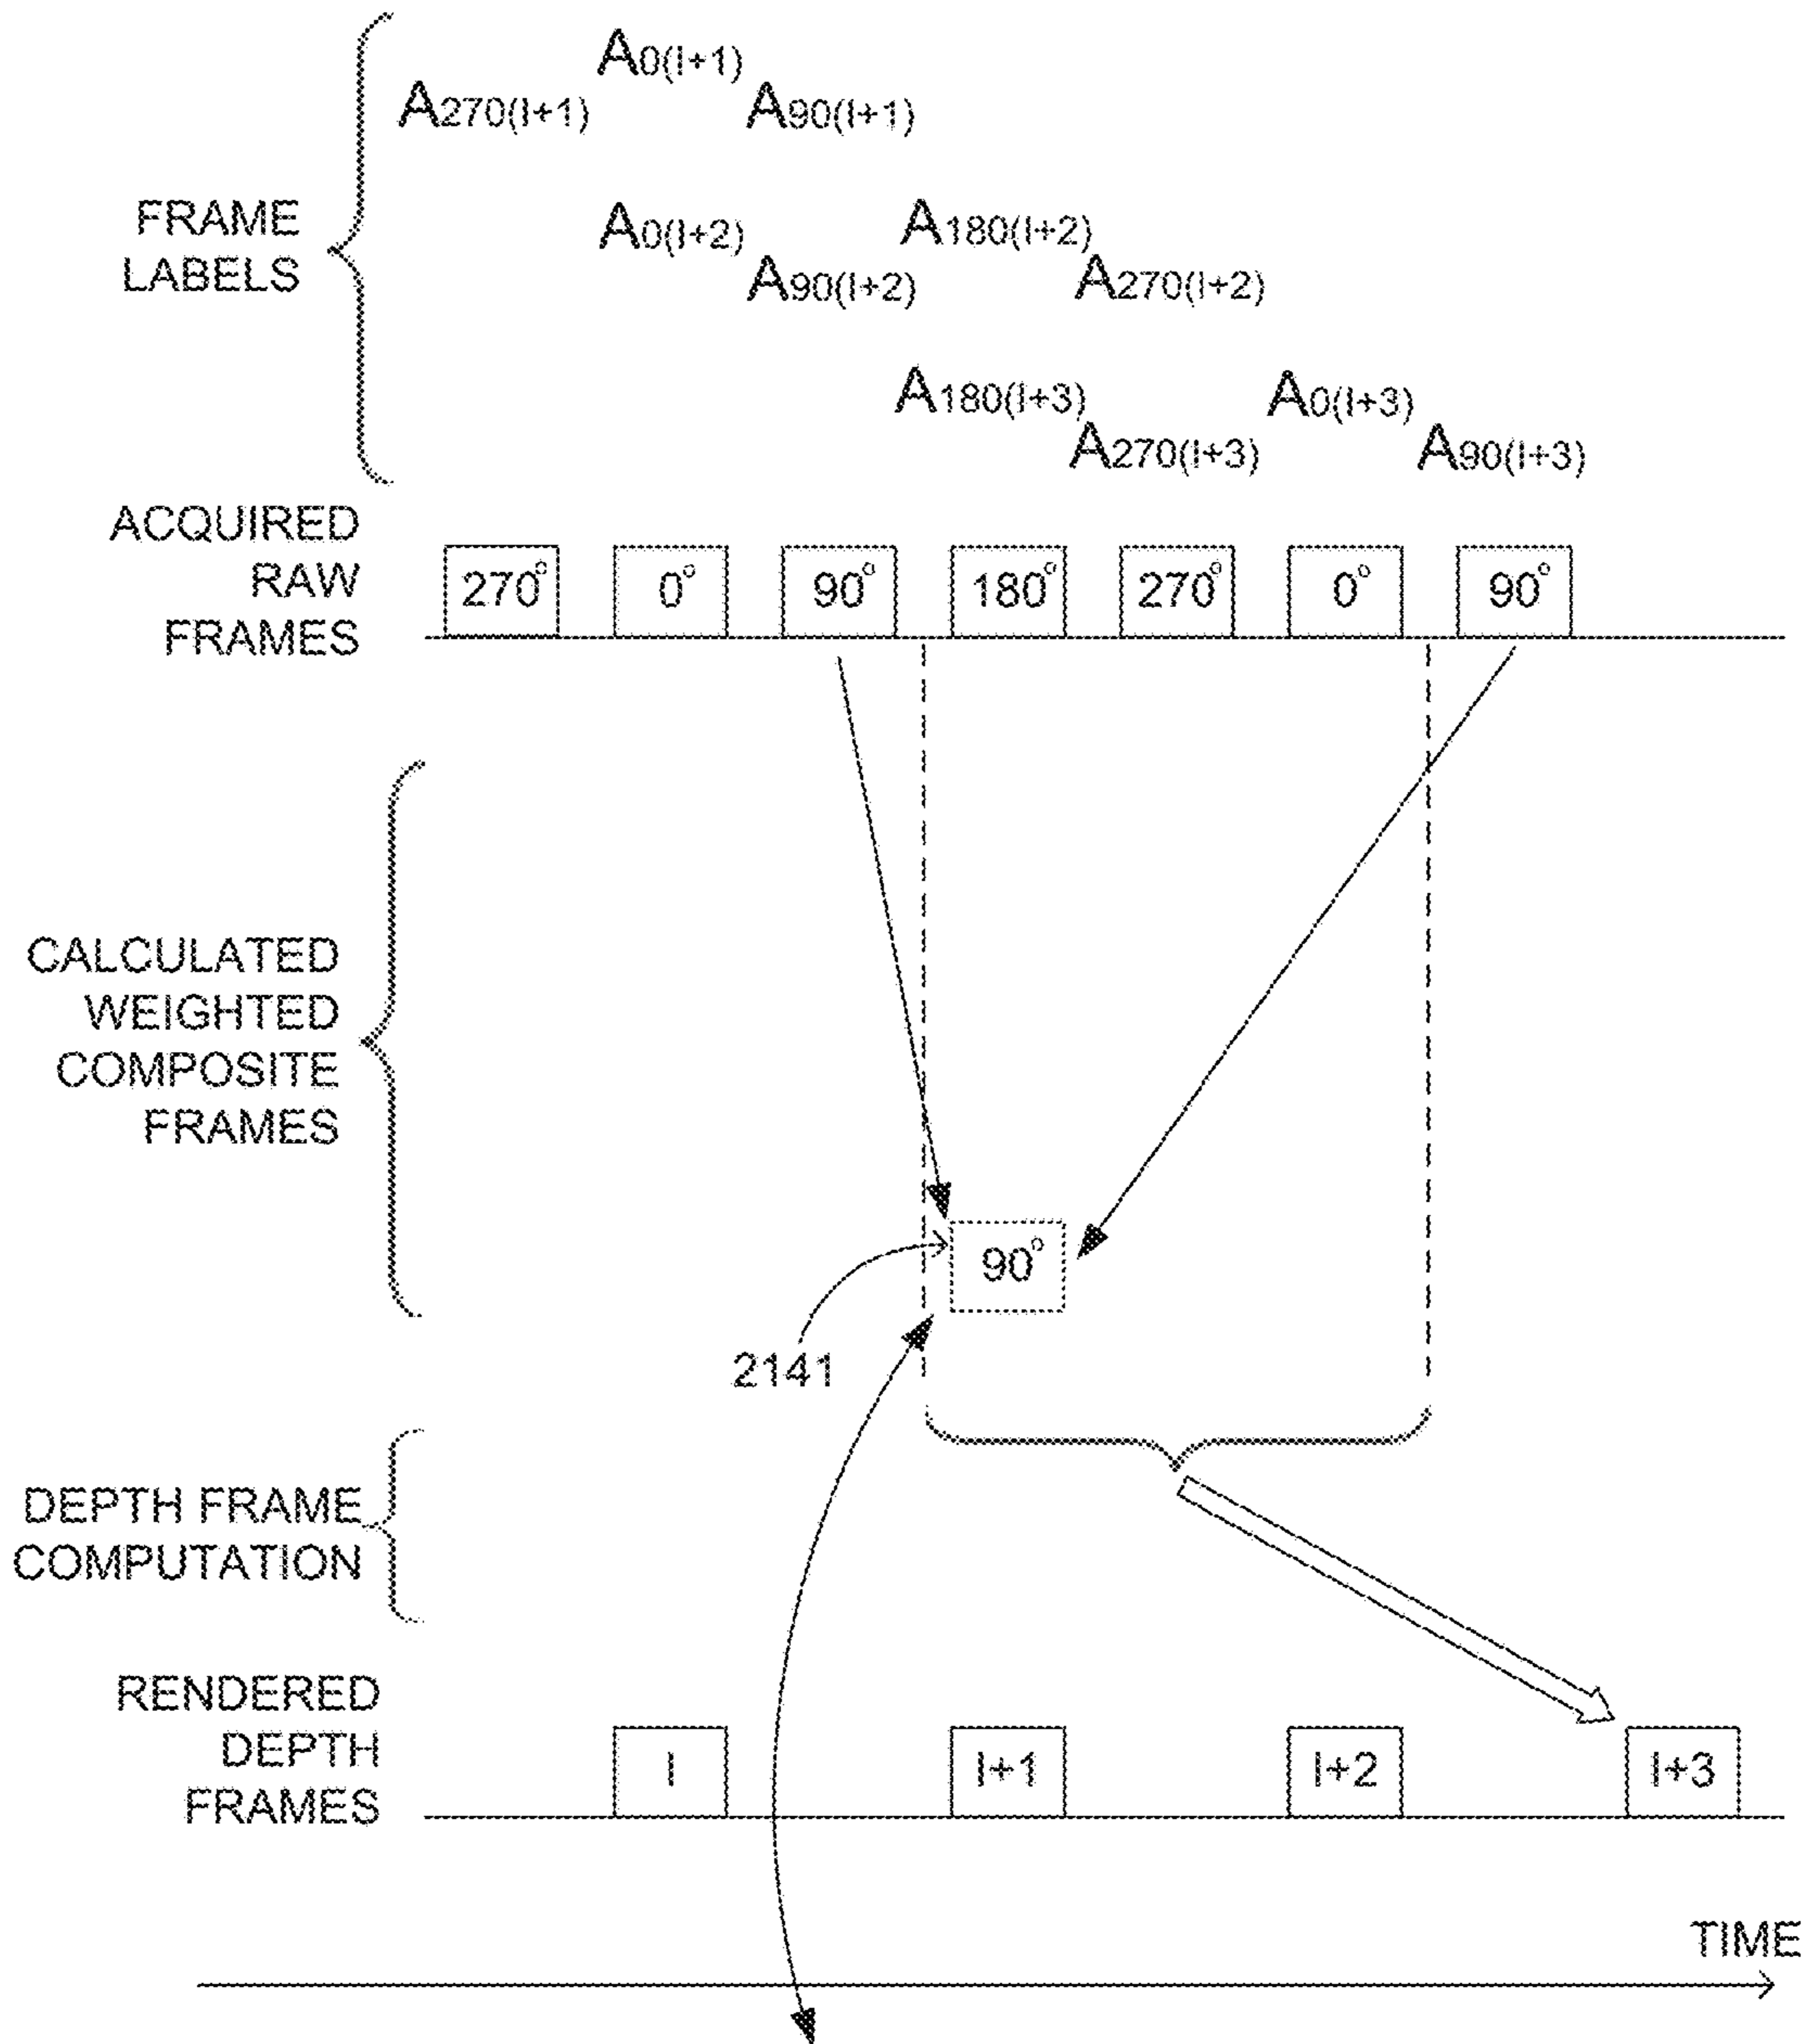 A0(I+1)
A270(I+1) A90(I+1)
FRAME
LABELS
A0(I+2) A180(I+2)
A90(I+2) A270(I+2)
A180(I+3) A0(I+3)
A270(I+3) A90(I+3)
ACQUIRED
RAW
FRAMES
270° 0° 90° 180° 270° 0° 90°
CALCULATED
WEIGHTED
COMPOSITE
FRAMES
90°
2141
DEPTH FRAME
COMPUTATION
RENDERED
DEPTH
FRAMES
I I+1 I+2 I+3
TIME